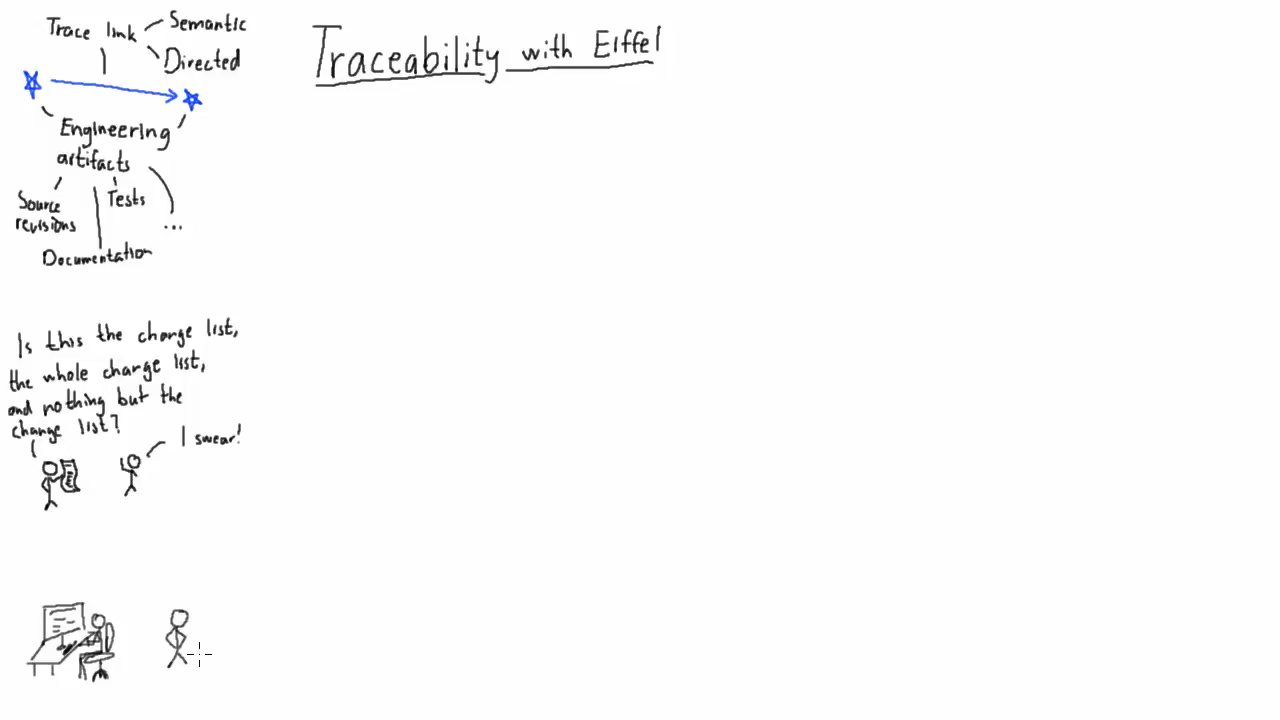 Traceability with Eiffel
Trace link
Semantic
Directed
Engineering
artifacts
Source
revisions
Tests
...
Documentation
Is this the change list,
the whole change list,
and nothing but the
change list?
I swear!